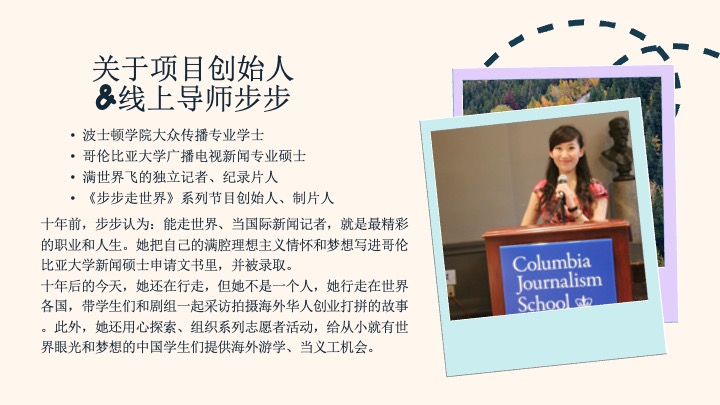 关于项目创始人
&线上导师步步
• 波士顿学院大众传播专业学士
• 哥伦比亚大学广播电视新闻专业硕士
• 满世界飞的独立记者、纪录片人
• 《步步走世界》系列节目创始人、制片人
十年前，步步认为：能走世界、当国际新闻记者，就是最精彩
的职业和人生。她把自己的满腔理想主义情怀和梦想写进哥伦
比亚大学新闻硕士申请文书里，并被录取。
十年后的今天，她还在行走，但她不是一个人，她行走在世界
各国，带学生们和剧组一起采访拍摄海外华人创业打拼的故事
。此外，她还用心探索、组织系列志愿者活动，给从小就有世
界眼光和梦想的中国学生们提供海外游学、当义工机会。
Columbia
Journalism
School